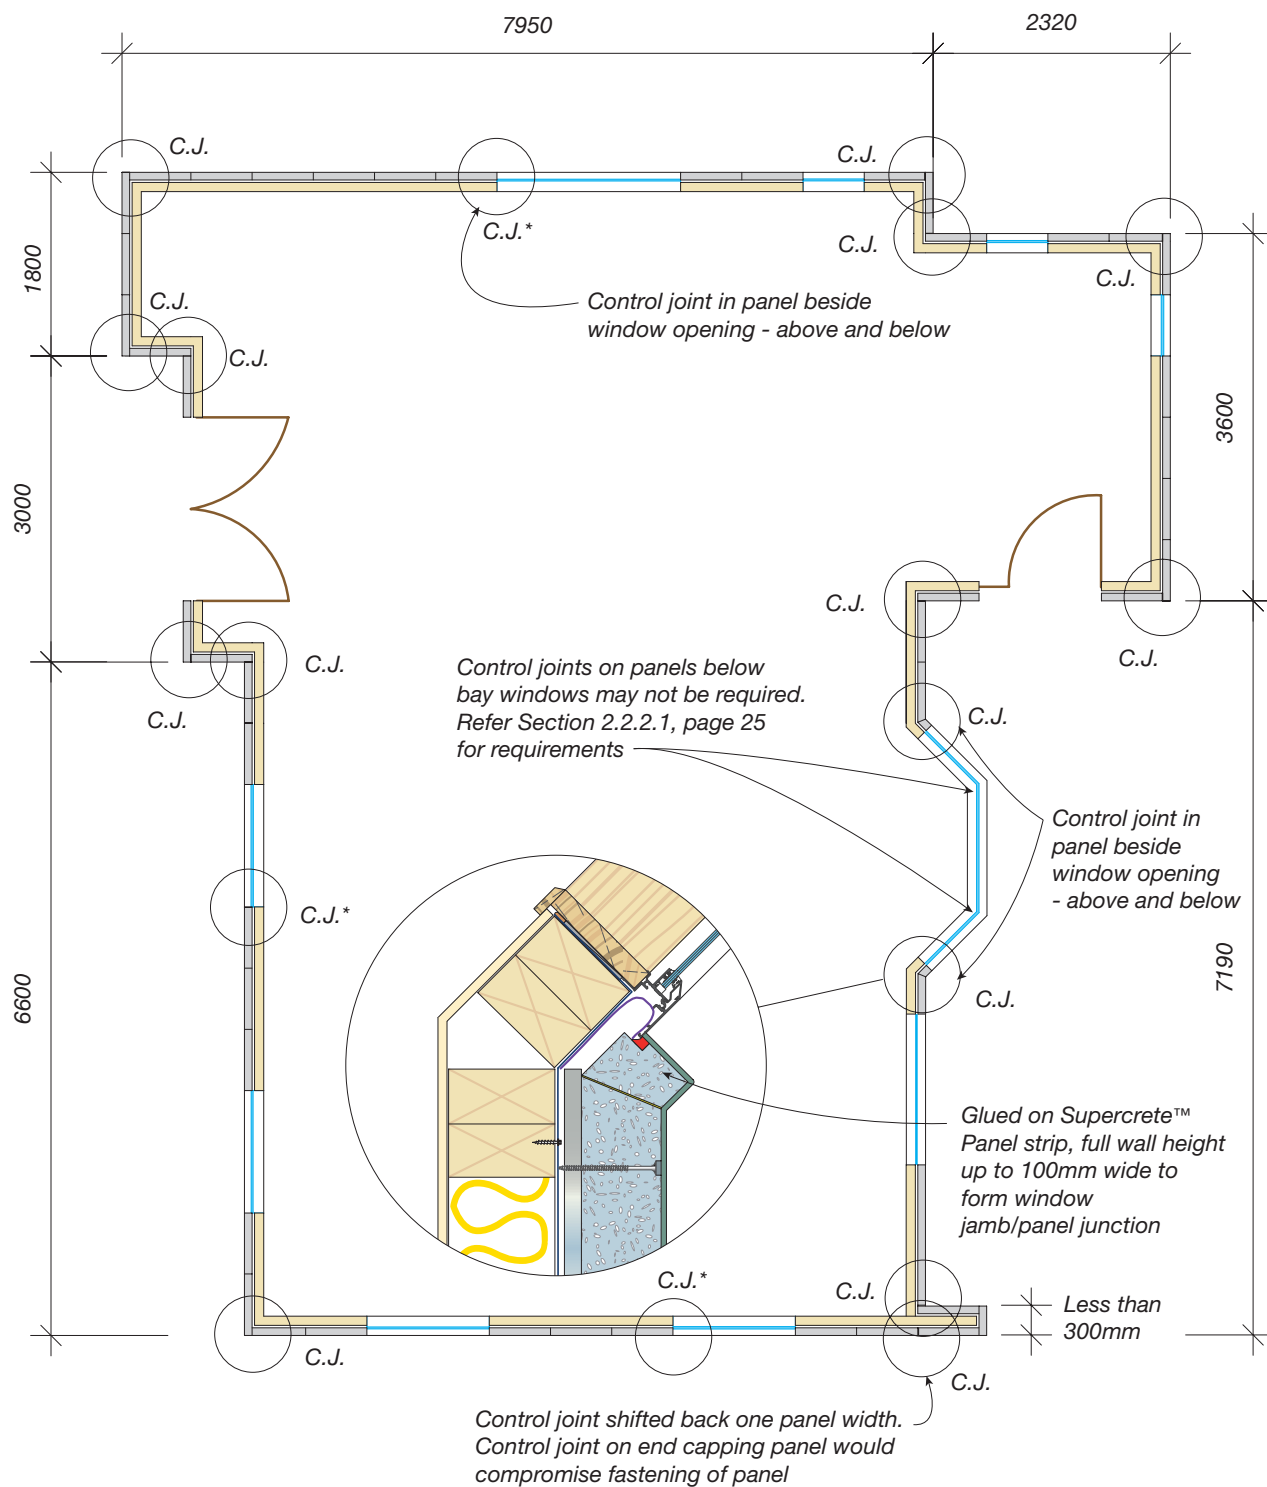 7950
2320
C.J.
C.J.
C.J.*
C.J.
C.J.
1800
C.J.
C.J.
Control joint in panel beside
window opening - above and below
3600
3000
C.J.
C.J.
C.J.
C.J.
Control joints on panels below
bay windows may not be required.
Refer Section 2.2.2.1, page 25
for requirements
C.J.
Control joint in
panel beside
window opening
- above and below
C.J.*
6600
7190
C.J.
Glued on Supercrete™
Panel strip, full wall height
up to 100mm wide to
form window
jamb/panel junction
C.J.*
C.J.
Less than
300mm
C.J.
C.J.
Control joint shifted back one panel width.
Control joint on end capping panel would
compromise fastening of panel